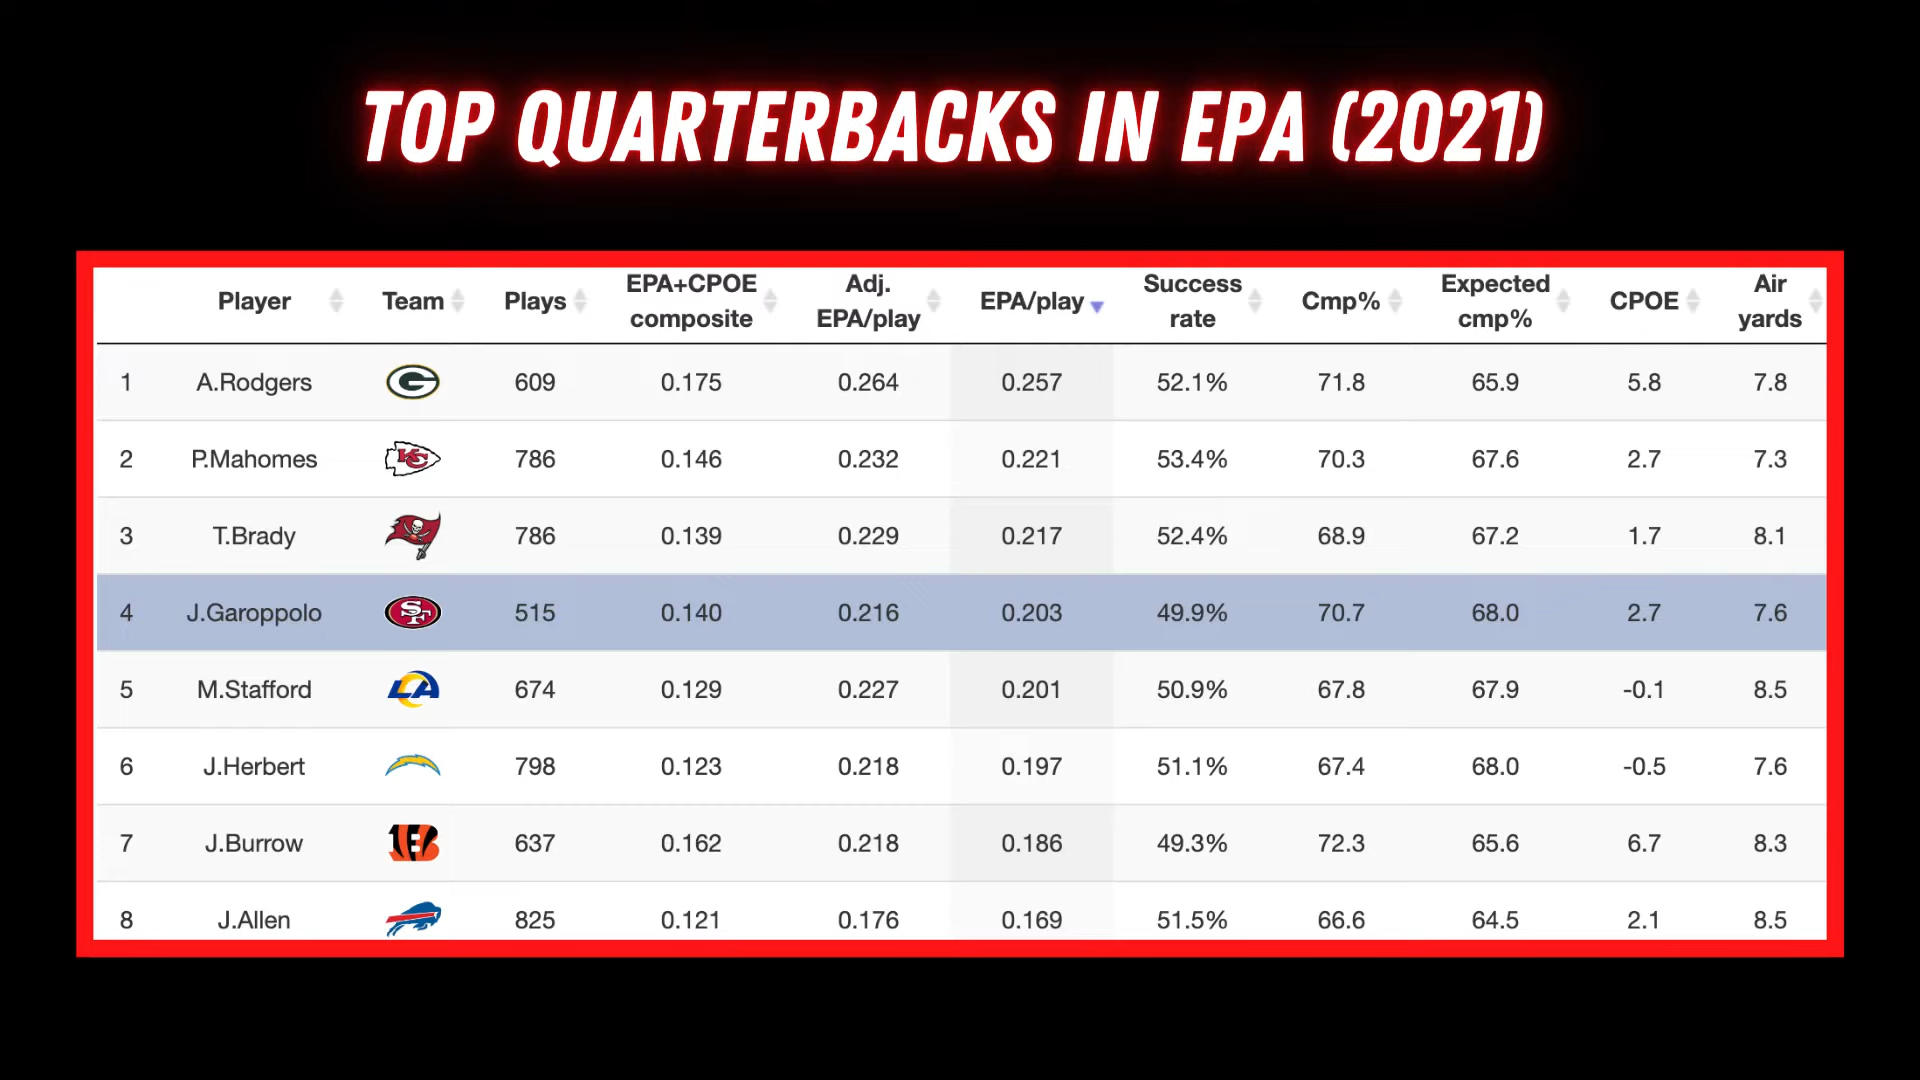 TOP QUARTERBACKS IN EPA (2021)
Player Team Plays EPA+CPOE composite Adj. EPA/play EPA/play Success rate Cmp% Expected cmp% CPOE Air yards
1 A.Rodgers G 609 0.175 0.264 0.257 52.1% 71.8 65.9 5.8 7.8
2 P.Mahomes KC 786 0.146 0.232 0.221 53.4% 70.3 67.6 2.7 7.3
3 T.Brady 786 0.139 0.229 0.217 52.4% 68.9 67.2 1.7 8.1
4 J.Garoppolo SF 515 0.140 0.216 0.203 49.9% 70.7 68.0 2.7 7.6
5 M.Stafford LA 674 0.129 0.227 0.201 50.9% 67.8 67.9 -0.1 8.5
6 J.Herbert 798 0.123 0.218 0.197 51.1% 67.4 68.0 -0.5 7.6
7 J.Burrow B 637 0.162 0.218 0.186 49.3% 72.3 65.6 6.7 8.3
8 J.Allen 825 0.121 0.176 0.169 51.5% 66.6 64.5 2.1 8.5